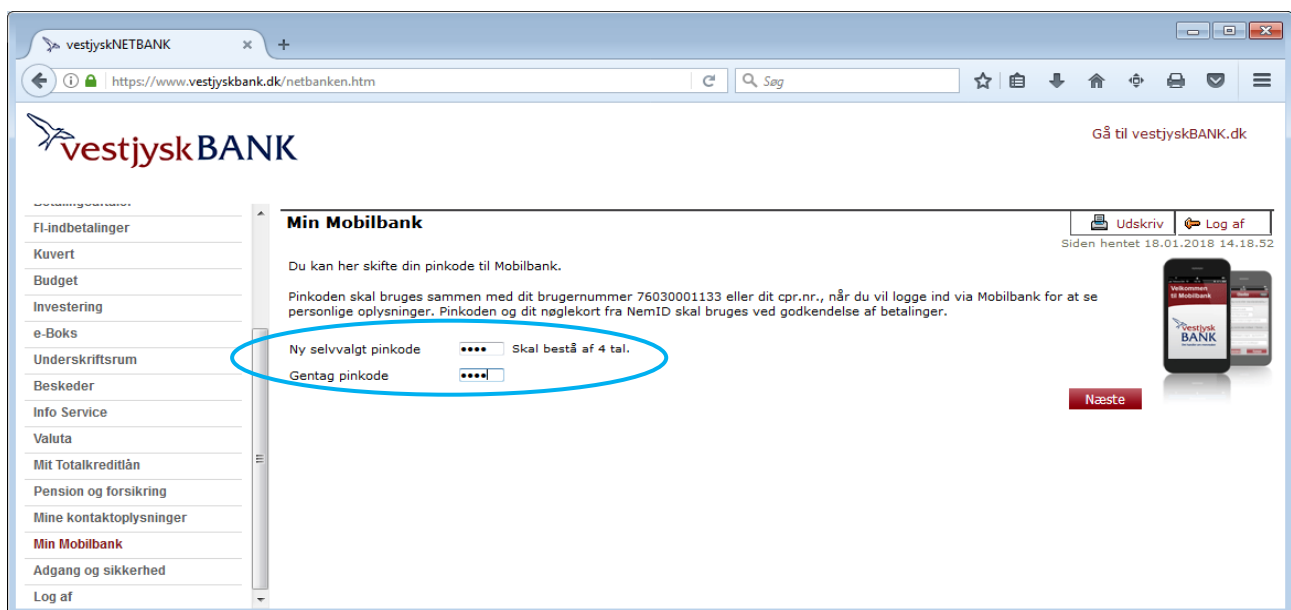 vestjyskNETBANK
https://www.vestjyskbank.dk/netbanken.htm
Søg
vestjyskBANK
Gå til vestjyskBANK.dk
FI-indbetalinger
Kuvert
Budget
Investering
e-Boks
Underskriftsrum
Beskeder
Info Service
Valuta
Mit Totalkreditlån
Pension og forsikring
Mine kontaktoplysninger
Min Mobilbank
Adgang og sikkerhed
Log af
Min Mobilbank
Udskriv
Log af
Siden hentet 18.01.2018 14.18.52
Du kan her skifte din pinkode til Mobilbank.
Pinkoden skal bruges sammen med dit brugernummer 76030001133 eller dit cpr.nr., når du vil logge ind via Mobilbank for at se
personlige oplysninger. Pinkoden og dit nøglekort fra NemID skal bruges ved godkendelse af betalinger.
Ny selvvalgt pinkode •••• Skal bestå af 4 tal.
Gentag pinkode ••••
Næste
Velkommen
til Mobilbank
Vestjysk
BANK